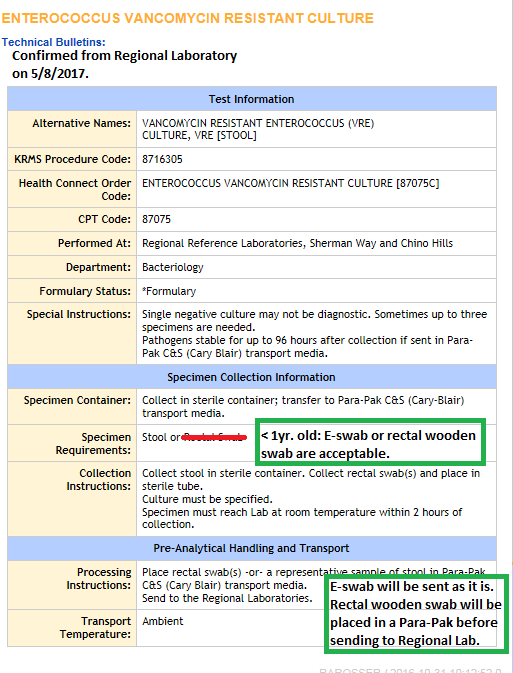 ENTEROCOCCUS VANCOMYCIN RESISTANT CULTURE
Technical Bulletins:
Confirmed from Regional Laboratory
on 5/8/2017.
Test Information
Alternative Names: VANCOMYCIN RESISTANT ENTEROCOCCUS (VRE)
CULTURE, VRE [STOOL]
KRMS Procedure Code: 8716305
Health Connect Order Code: ENTEROCOCCUS VANCOMYCIN RESISTANT CULTURE [87075C]
CPT Code: 87075
Performed At: Regional Reference Laboratories, Sherman Way and Chino Hills
Department: Bacteriology
Formulary Status: *Formulary
Special Instructions: Single negative culture may not be diagnostic. Sometimes up to three
specimens are needed.
Pathogens stable for up to 96 hours after collection if sent in Para-
Pak C&S (Cary Blair) transport media.
Specimen Collection Information
Specimen Container: Collect in sterile container; transfer to Para-Pak C&S (Cary-Blair)
transport media.
Specimen Requirements: Stool or Rectal Swab
< 1yr. old: E-swab or rectal wooden
swab are acceptable.
Collection Instructions: Collect stool in sterile container. Collect rectal swab(s) and place in
sterile tube.
Culture must be specified.
Specimen must reach Lab at room temperature within 2 hours of
collection.
Pre-Analytical Handling and Transport
Processing Instructions: Place rectal swab(s) -or- a representative sample of stool in Para-Pak
C&S (Cary Blair) transport media.
Send to the Regional Laboratories.
E-swab will be sent as it is.
Rectal wooden swab will be
placed in a Para-Pak before
sending to Regional Lab.
Transport Temperature: Ambient